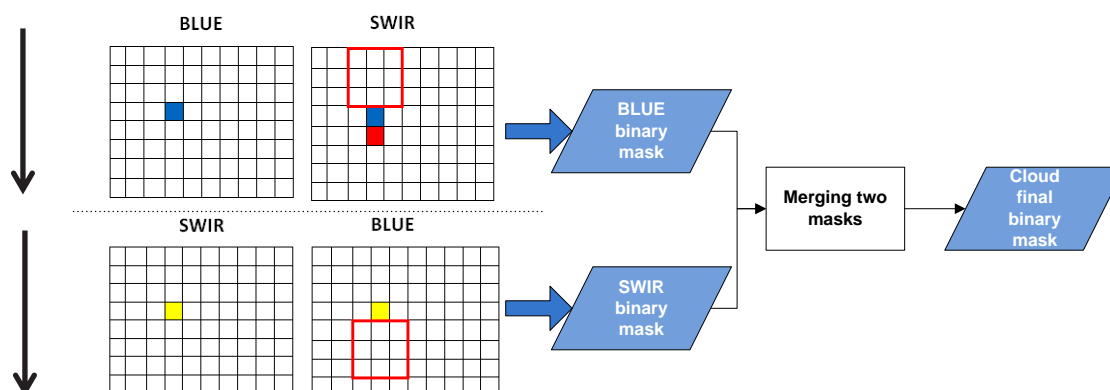 BLUE
SWIR
BLUE
binary
mask
Merging two
masks
Cloud
final
binary
mask
SWIR
BLUE
SWIR
binary
mask